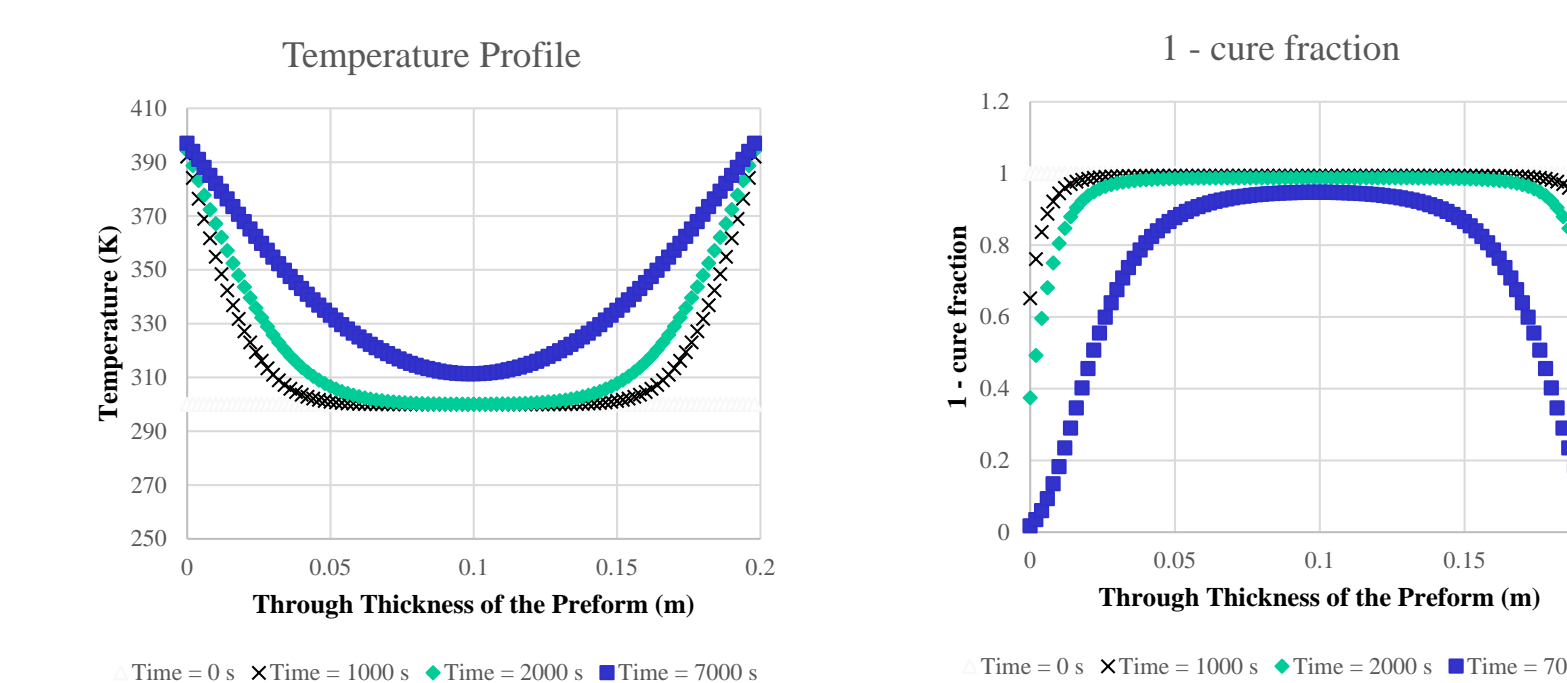 Temperature Profile
410
390
370
350
330
310
290
270
250
Temperature (K)
0 0.05 0.1 0.15 0.2
Through Thickness of the Preform (m)
Time = 0 s Time = 1000 s Time = 2000 s Time = 7000 s
1 - cure fraction
1.2
1
0.8
0.6
0.4
0.2
0
1 - cure fraction
0 0.05 0.1 0.15
Through Thickness of the Preform (m)
Time = 0 s Time = 1000 s Time = 2000 s Time = 70